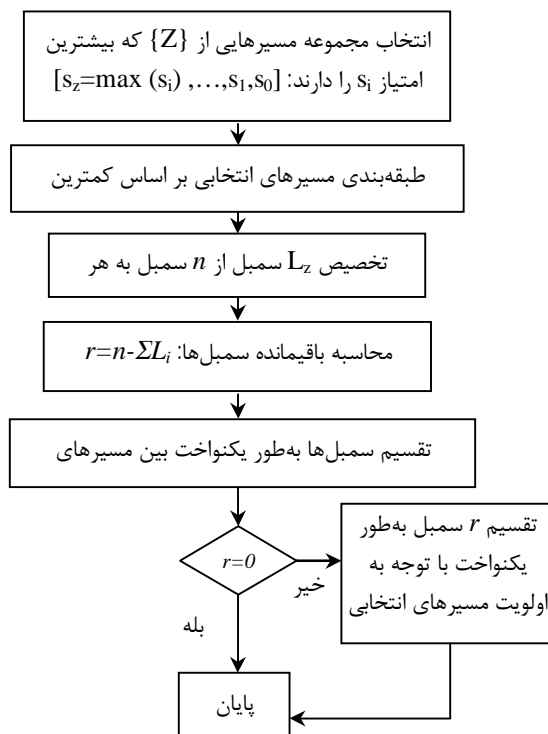 انتخاب مجموعه مسیرهایی از {Z} که بیشترین
امتیاز sᵢ را دارند: [s_z=max (sᵢ) ,…,s₁,s₀]
طبقه‌بندی مسیرهای انتخابی بر اساس کمترین
تخصیص L_z سمبل از n سمبل به هر
محاسبه باقیمانده سمبل‌ها: r=n-ΣLᵢ
تقسیم سمبل‌ها به‌طور یکنواخت بین مسیرهای
r=0
خیر
تقسیم r سمبل به‌طور
یکنواخت با توجه به
اولویت مسیرهای انتخابی
بله
پایان